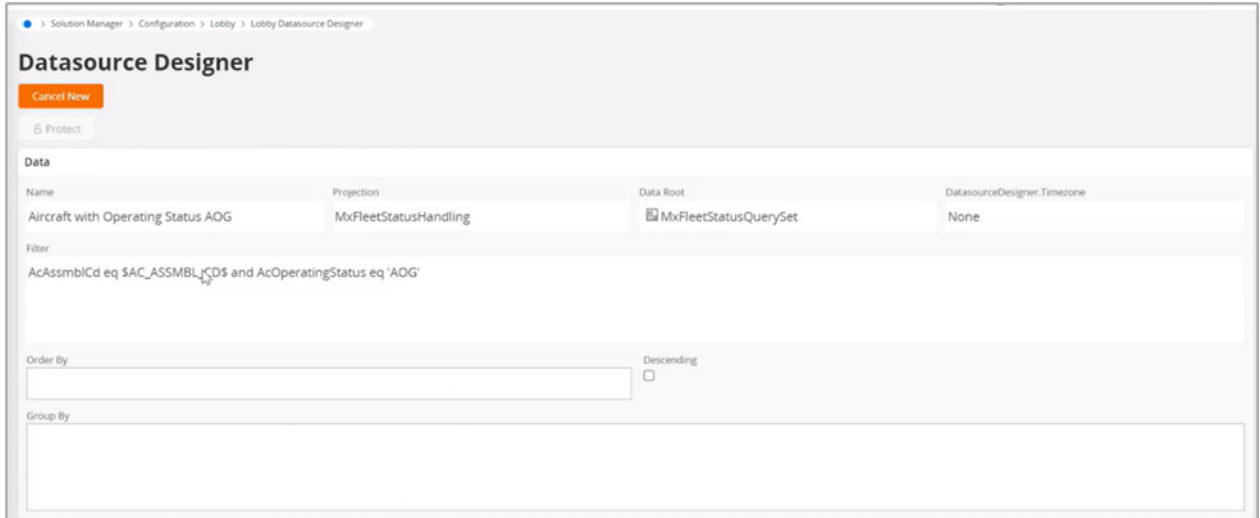 > Solution Manager > Configuration > Lobby > Lobby Datasource Designer
Datasource Designer
Cancel New
Protect
Data
Name Projection Data Root DatasourceDesigner.Timezone
Aircraft with Operating Status AOG MxFleetStatusHandling MxFleetStatusQuerySet None
Filter
AcAssmblCd eq $AC_ASSMBL_CD$ and AcOperatingStatus eq 'AOG'
Order By Descending
Group By